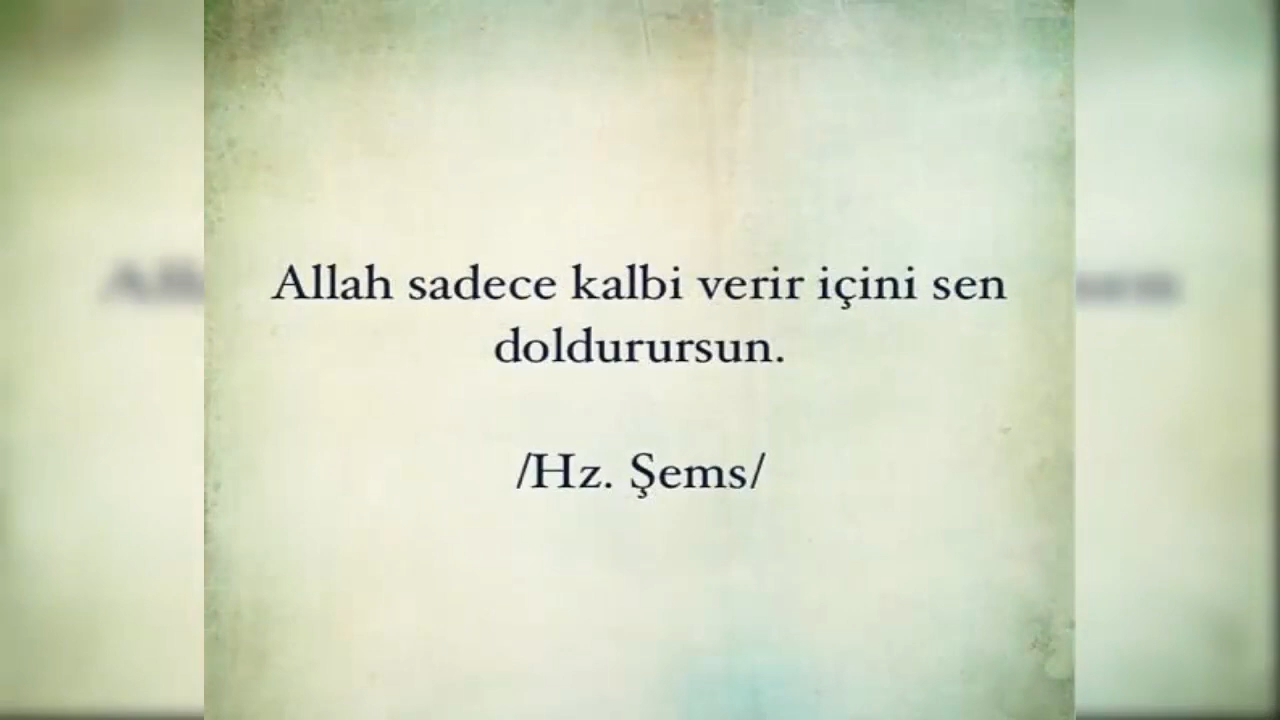 Allah sadece kalbi verir içini sen
doldurursun.
/Hz. Şems/